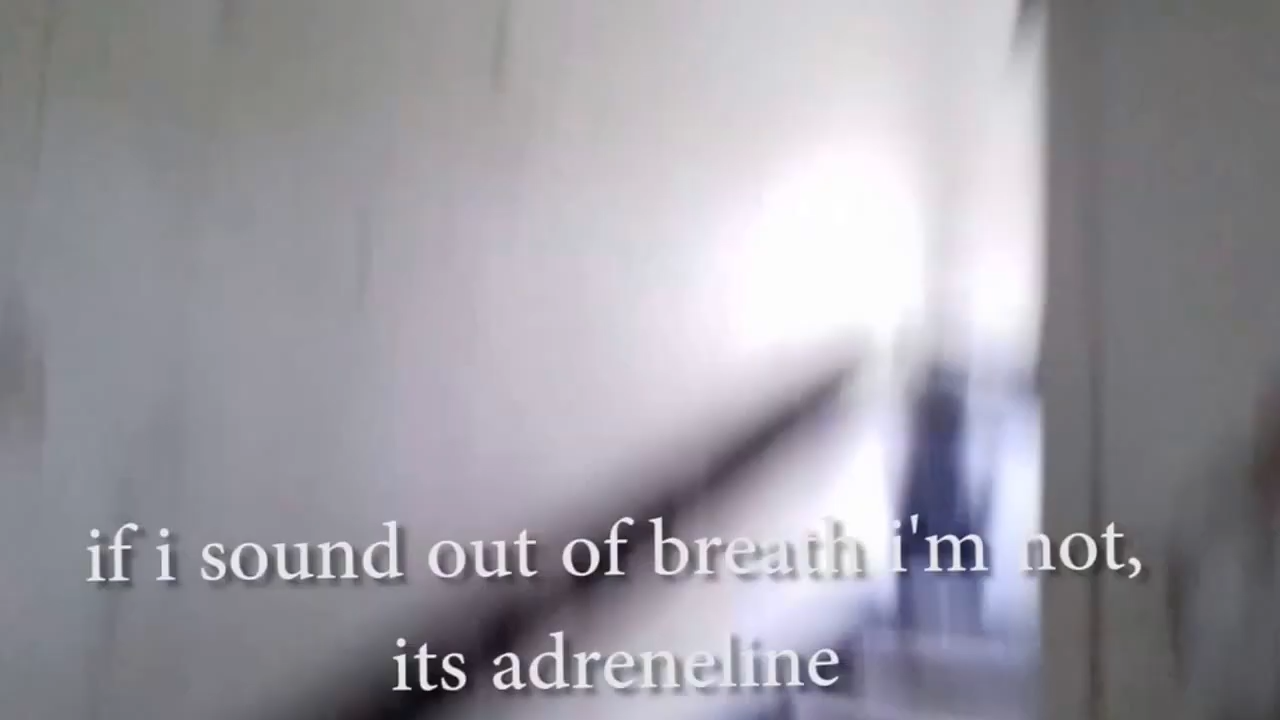 if i sound out of breath i'm not,
its adreneline